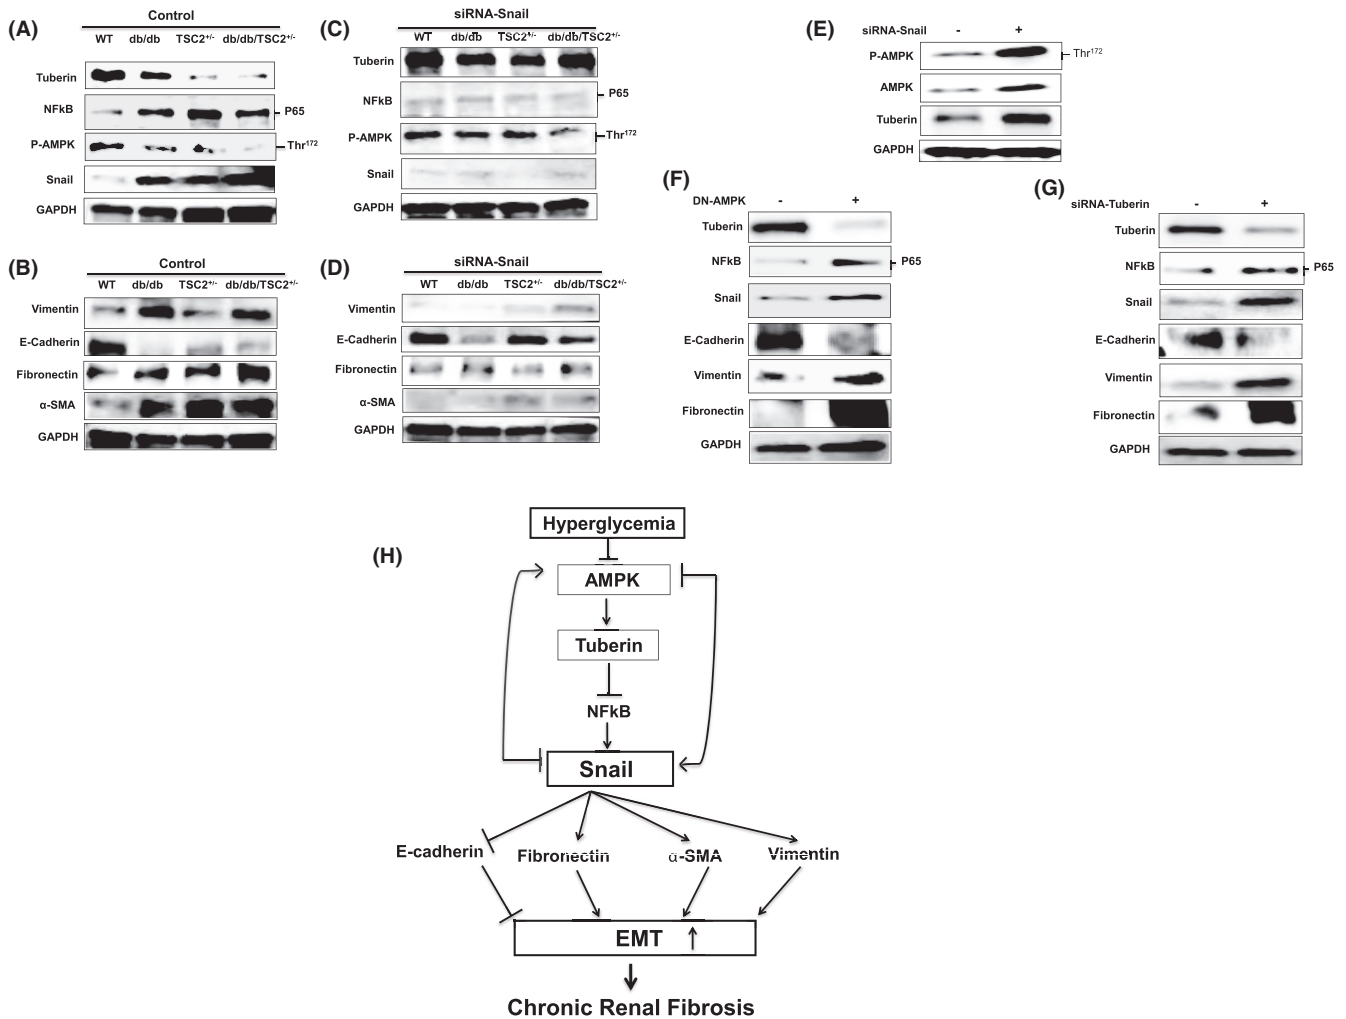 (A)
Control
WT db/db TSC2+/- db/db/TSC2+/-
Tuberin
NFkB P65
P-AMPK Thr172
Snail
GAPDH
(B)
Control
WT db/db TSC2+/- db/db/TSC2+/-
Vimentin
E-Cadherin
Fibronectin
α-SMA
GAPDH
(C)
siRNA-Snail
WT db/db TSC2+/- db/db/TSC2+/-
Tuberin
NFkB P65
P-AMPK Thr172
Snail
GAPDH
(D)
siRNA-Snail
WT db/db TSC2+/- db/db/TSC2+/-
Vimentin
E-Cadherin
Fibronectin
α-SMA
GAPDH
(E)
siRNA-Snail - +
P-AMPK Thr172
AMPK
Tuberin
GAPDH
(F)
DN-AMPK - +
Tuberin
NFkB P65
Snail
E-Cadherin
Vimentin
Fibronectin
GAPDH
(G)
siRNA-Tuberin - +
Tuberin
NFkB P65
Snail
E-Cadherin
Vimentin
Fibronectin
GAPDH
(H)
Hyperglycemia
AMPK
Tuberin
NFkB
Snail
E-cadherin Fibronectin α-SMA Vimentin
EMT ↑
Chronic Renal Fibrosis